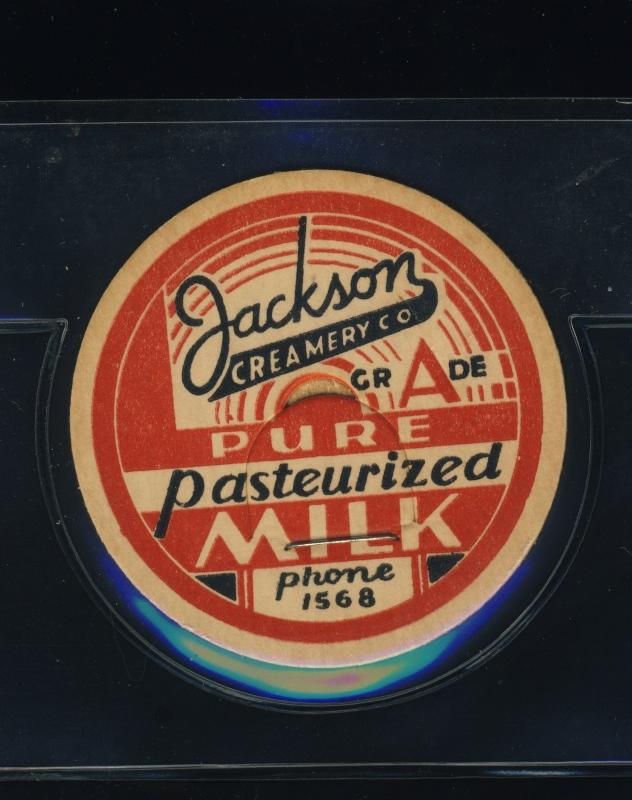 Jackson
CREAMERY CO
GRADE
PURE
pasteurized
MILK
phone
1568